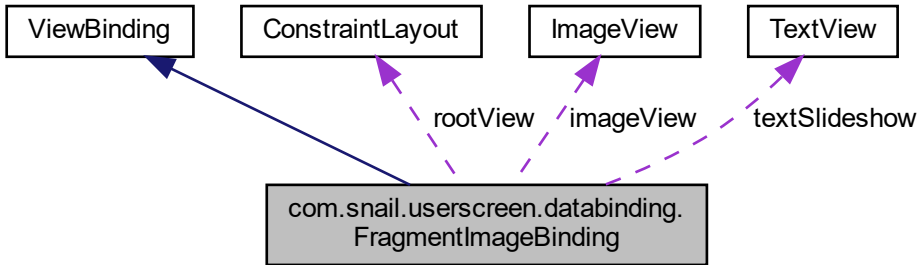 ViewBinding
ConstraintLayout
ImageView
TextView
rootView
imageView
textSlideshow
com.snail.userscreen.databinding.
FragmentImageBinding